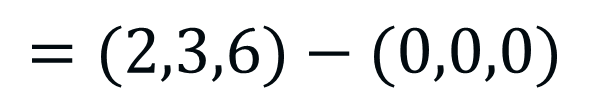 = (2,3,6) − (0,0,0)